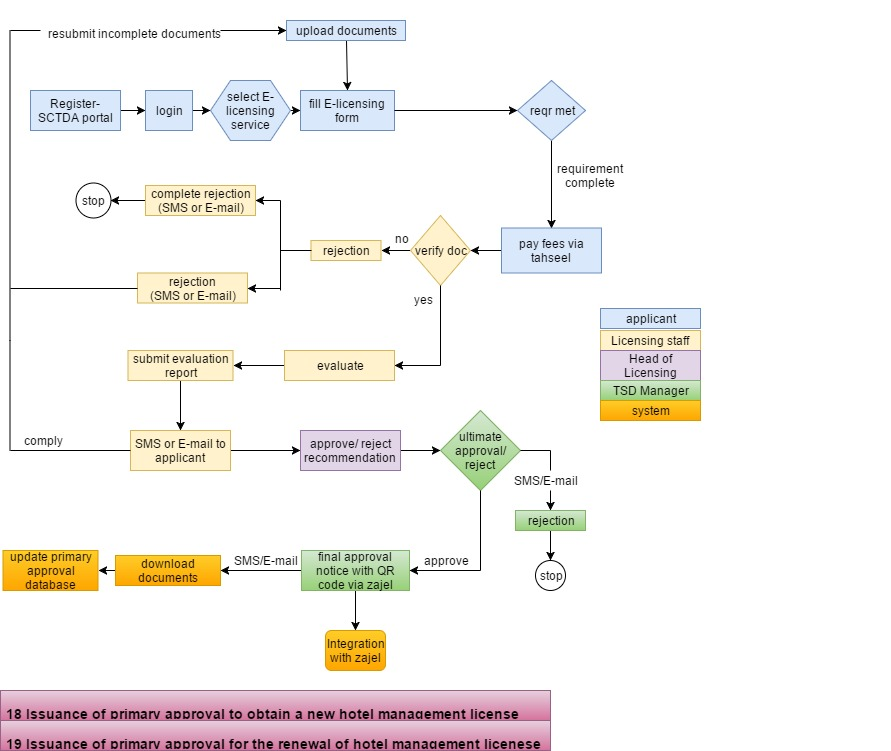 resubmit incomplete documents
upload documents
Register-
SCTDA portal
login
select E-
licensing
service
fill E-licensing
form
reqr met
requirement
complete
stop
complete rejection
(SMS or E-mail)
rejection
no
verify doc
pay fees via
tahseel
rejection
(SMS or E-mail)
yes
applicant
Licensing staff
Head of
Licensing
TSD Manager
system
submit evaluation
report
evaluate
comply
SMS or E-mail to
applicant
approve/ reject
recommendation
ultimate
approval/
reject
SMS/E-mail
rejection
stop
update primary
approval
database
download
documents
SMS/E-mail
final approval
notice with QR
code via zajel
approve
Integration
with zajel
18 Issuance of primary approval to obtain a new hotel management license
19 Issuance of primary approval for the renewal of hotel management licenese